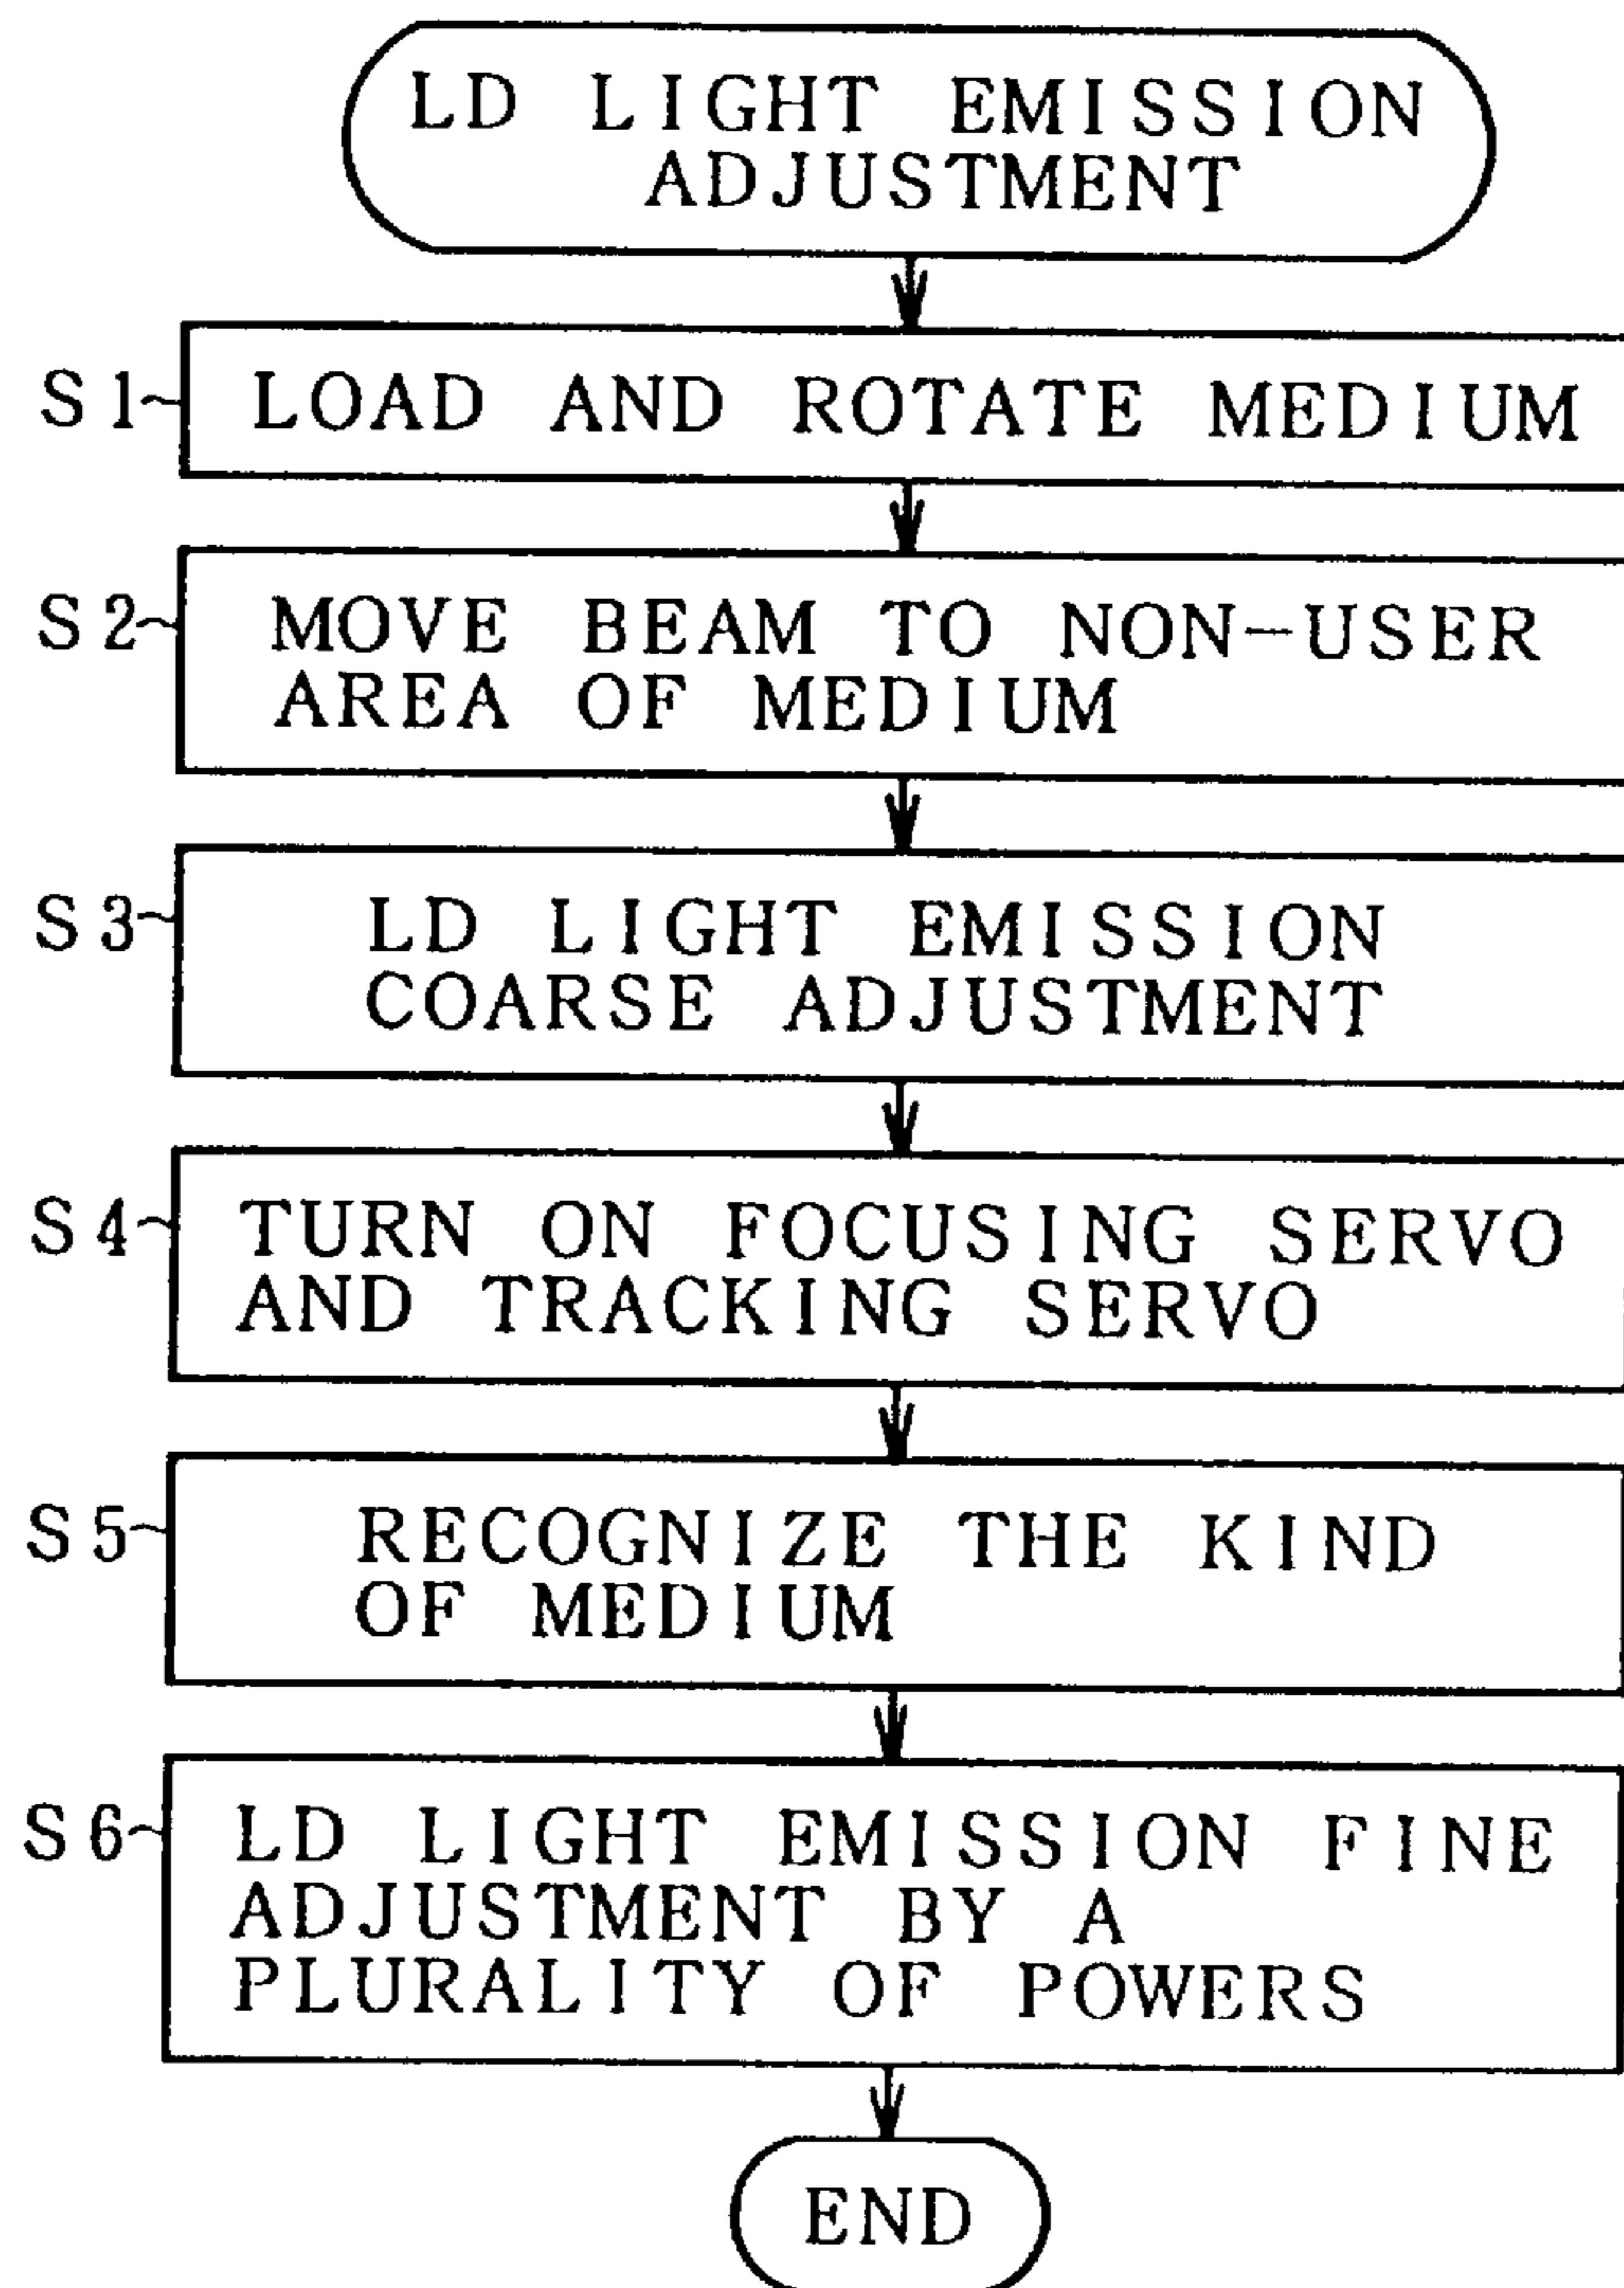 LD LIGHT EMISSION
ADJUSTMENT
S1 LOAD AND ROTATE MEDIUM
S2 MOVE BEAM TO NON-USER
AREA OF MEDIUM
S3 LD LIGHT EMISSION
COARSE ADJUSTMENT
S4 TURN ON FOCUSING SERVO
AND TRACKING SERVO
S5 RECOGNIZE THE KIND
OF MEDIUM
S6 LD LIGHT EMISSION FINE
ADJUSTMENT BY A
PLURALITY OF POWERS
END